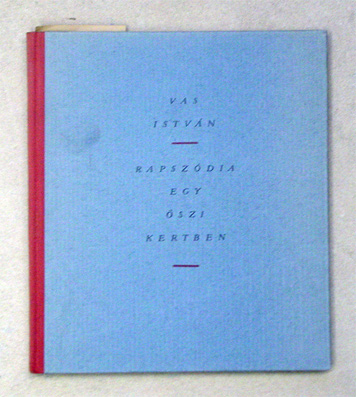 VAS
ISTVÁN
RAPSZÓDIA
EGY
ŐSZI
KERTBEN